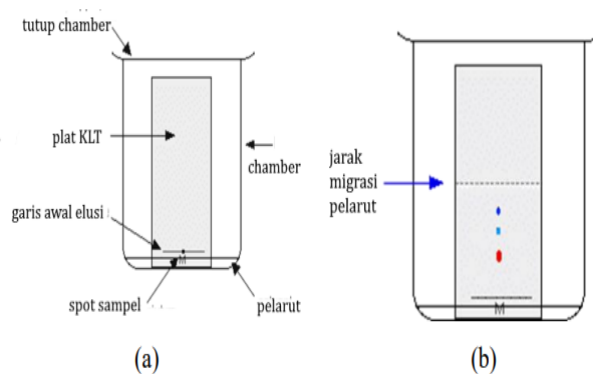 tutup chamber
plat KLT
chamber
garis awal elusi
M
spot sampel
pelarut
(a)
jarak
migrasi
pelarut
M
(b)